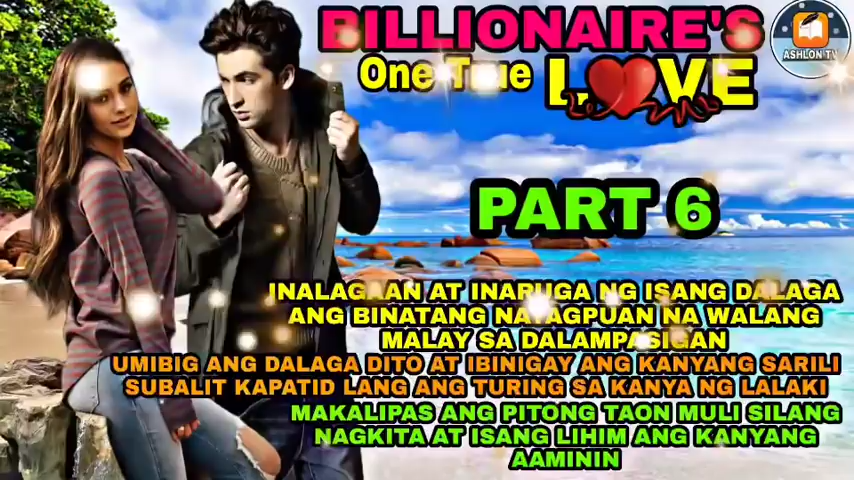 BILLIONAIRE'S
ASHLON TV
One True LOVE
PART 6
INALAGAAN AT INARUGA NG ISANG DALAGA
ANG BINATANG NATAGPUAN NA WALANG
MALAY SA DALAMPASIGAN
UMIBIG ANG DALAGA DITO AT IBINIGAY ANG KANYANG SARILI
SUBALIT KAPATID LANG ANG TURING SA KANYA NG LALAKI
MAKALIPAS ANG PITONG TAON MULI SILANG
NAGKITA AT ISANG LIHIM ANG KANYANG
AAMININ